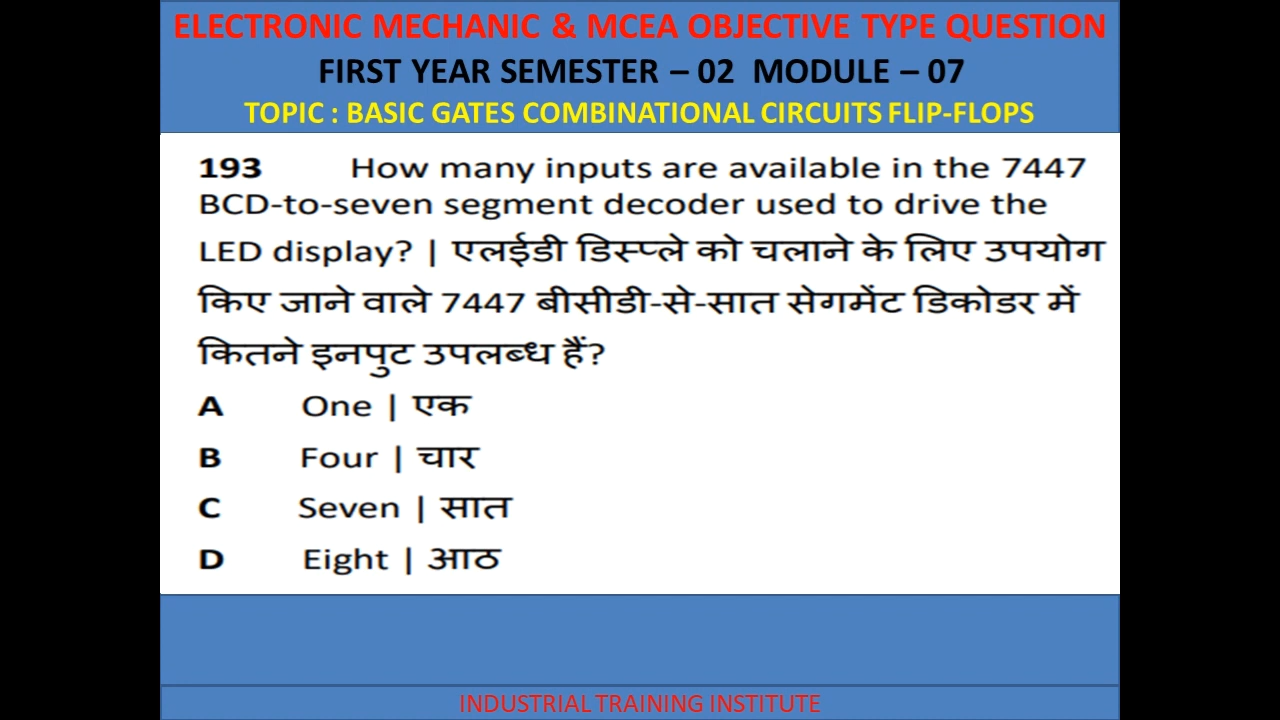 ELECTRONIC MECHANIC & MCEA OBJECTIVE TYPE QUESTION
FIRST YEAR SEMESTER – 02 MODULE – 07
TOPIC : BASIC GATES COMBINATIONAL CIRCUITS FLIP-FLOPS
193 How many inputs are available in the 7447
BCD-to-seven segment decoder used to drive the
LED display? | एलईडी डिस्प्ले को चलाने के लिए उपयोग
किए जाने वाले 7447 बीसीडी-से-सात सेगमेंट डिकोडर में
कितने इनपुट उपलब्ध हैं?
A One | एक
B Four | चार
C Seven | सात
D Eight | आठ
INDUSTRIAL TRAINING INSTITUTE